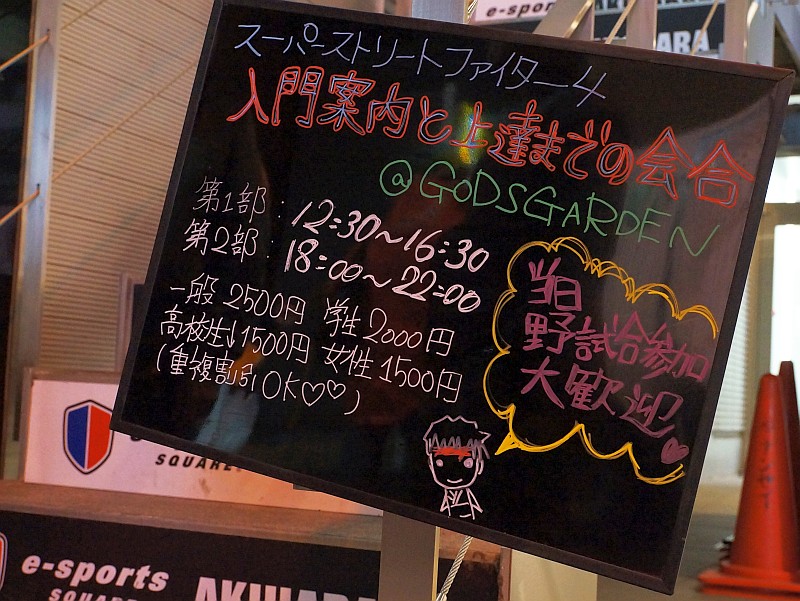 スーパーストリートファイター4
入門案内と上達までの会合
@GODSGARDEN
第1部:12:30～16:30
第2部:18:00～22:00
一般2500円 学生2000円
高校生↓1500円 女性1500円
(重複割引OK♡♡)
当日
野試合参加
大歓迎♡
e-sports
SQUARE
e-sports
SQUARE
AKIHABARA